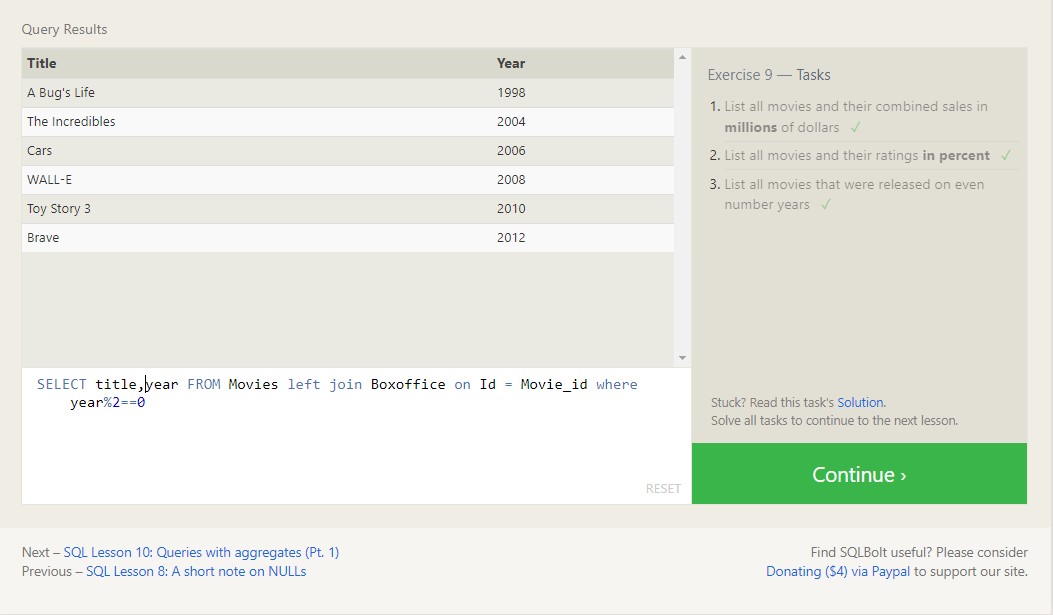 Query Results
Title Year
A Bug's Life 1998
The Incredibles 2004
Cars 2006
WALL-E 2008
Toy Story 3 2010
Brave 2012
SELECT title,year FROM Movies left join Boxoffice on Id = Movie_id where
year%2==0
RESET
Exercise 9 — Tasks
1. List all movies and their combined sales in
millions of dollars ✓
2. List all movies and their ratings in percent ✓
3. List all movies that were released on even
number years ✓
Stuck? Read this task's Solution.
Solve all tasks to continue to the next lesson.
Continue ›
Next – SQL Lesson 10: Queries with aggregates (Pt. 1)
Previous – SQL Lesson 8: A short note on NULLs
Find SQLBolt useful? Please consider
Donating ($4) via Paypal to support our site.